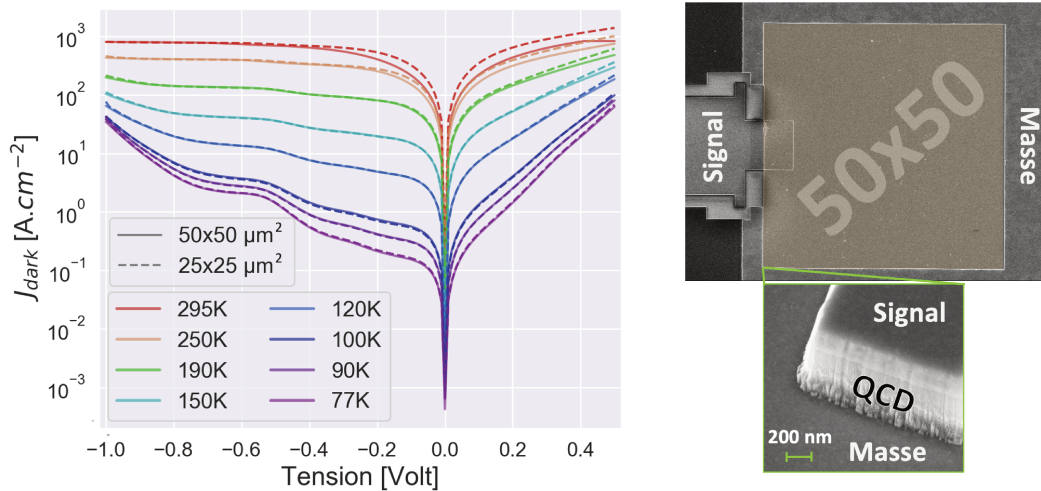 10³
10²
10¹
10⁰
10⁻¹
10⁻²
10⁻³
J_dark [A.cm⁻²]
50x50 µm²
25x25 µm²
295K
250K
190K
150K
120K
100K
90K
77K
−1.0 −0.8 −0.6 −0.4 −0.2 0.0 0.2 0.4
Tension [Volt]
Signal
50x50
Masse
Signal
QCD
200 nm
Masse